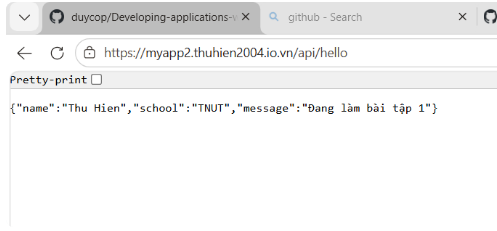 duycop/Developing-applications-v
github - Search
https://myapp2.thuhien2004.io.vn/api/hello
Pretty-print
{"name":"Thu Hien","school":"TNUT","message":"Đang làm bài tập 1"}